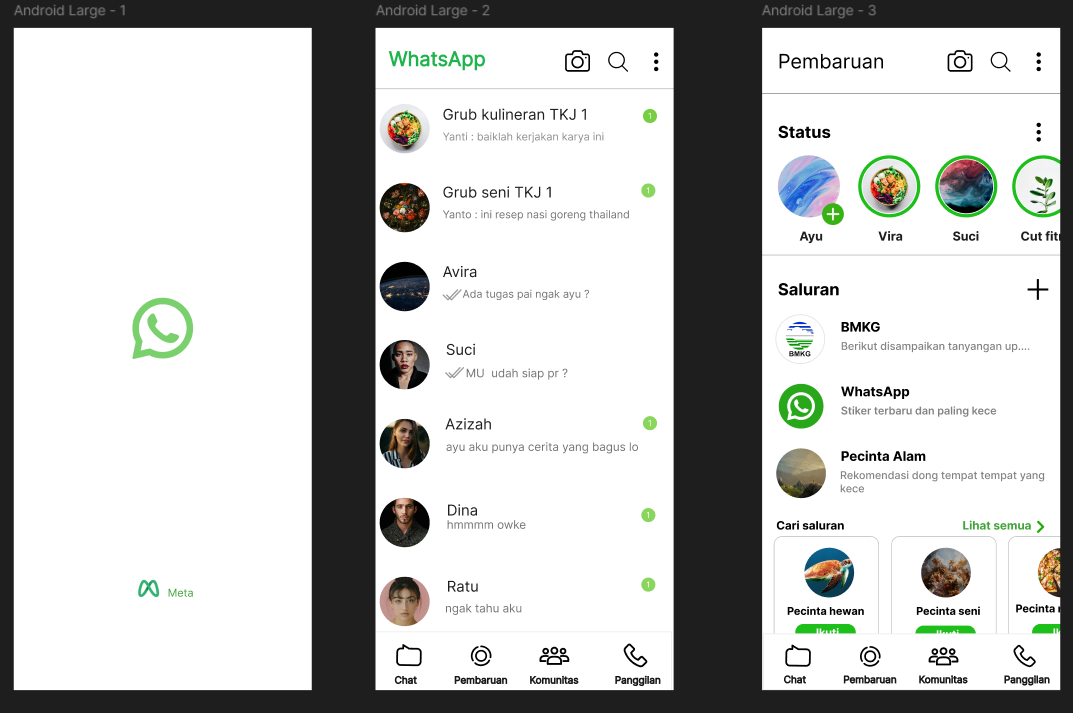 Android Large - 1
Meta
Android Large - 2
WhatsApp
Grub kulineran TKJ 1
1
Yanti : baiklah kerjakan karya ini
Grub seni TKJ 1
1
Yanto : ini resep nasi goreng thailand
Avira
Ada tugas pai ngak ayu ?
Suci
MU udah siap pr ?
Azizah
1
ayu aku punya cerita yang bagus lo
Dina
1
hmmmm owke
Ratu
1
ngak tahu aku
Chat Pembaruan Komunitas Panggilan
Android Large - 3
Pembaruan
Status
Ayu Vira Suci Cut fitr
Saluran
BMKG
BMKG
Berikut disampaikan tanyangan up....
WhatsApp
Stiker terbaru dan paling kece
Pecinta Alam
Rekomendasi dong tempat tempat yang
kece
Cari saluran Lihat semua
Pecinta hewan Pecinta seni Pecinta
Ikuti Ikuti
Chat Pembaruan Komunitas Panggilan